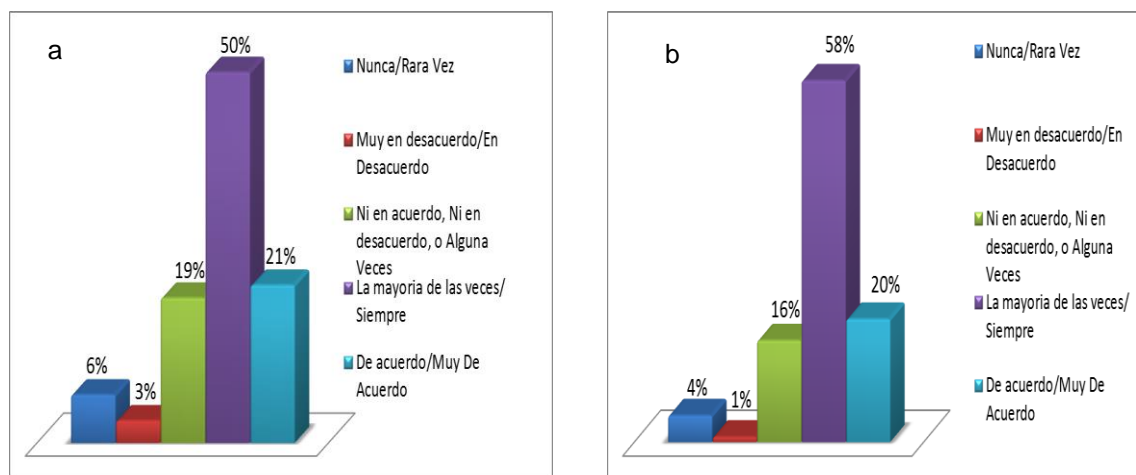 a
50%
21%
19%
6%
3%
Nunca/Rara Vez
Muy en desacuerdo/En
Desacuerdo
Ni en acuerdo, Ni en
desacuerdo, o Alguna
Veces
La mayoria de las veces/
Siempre
De acuerdo/Muy De
Acuerdo
b
58%
20%
16%
4%
1%
Nunca/Rara Vez
Muy en desacuerdo/En
Desacuerdo
Ni en acuerdo, Ni en
desacuerdo, o Alguna
Veces
La mayoria de las veces/
Siempre
De acuerdo/Muy De
Acuerdo